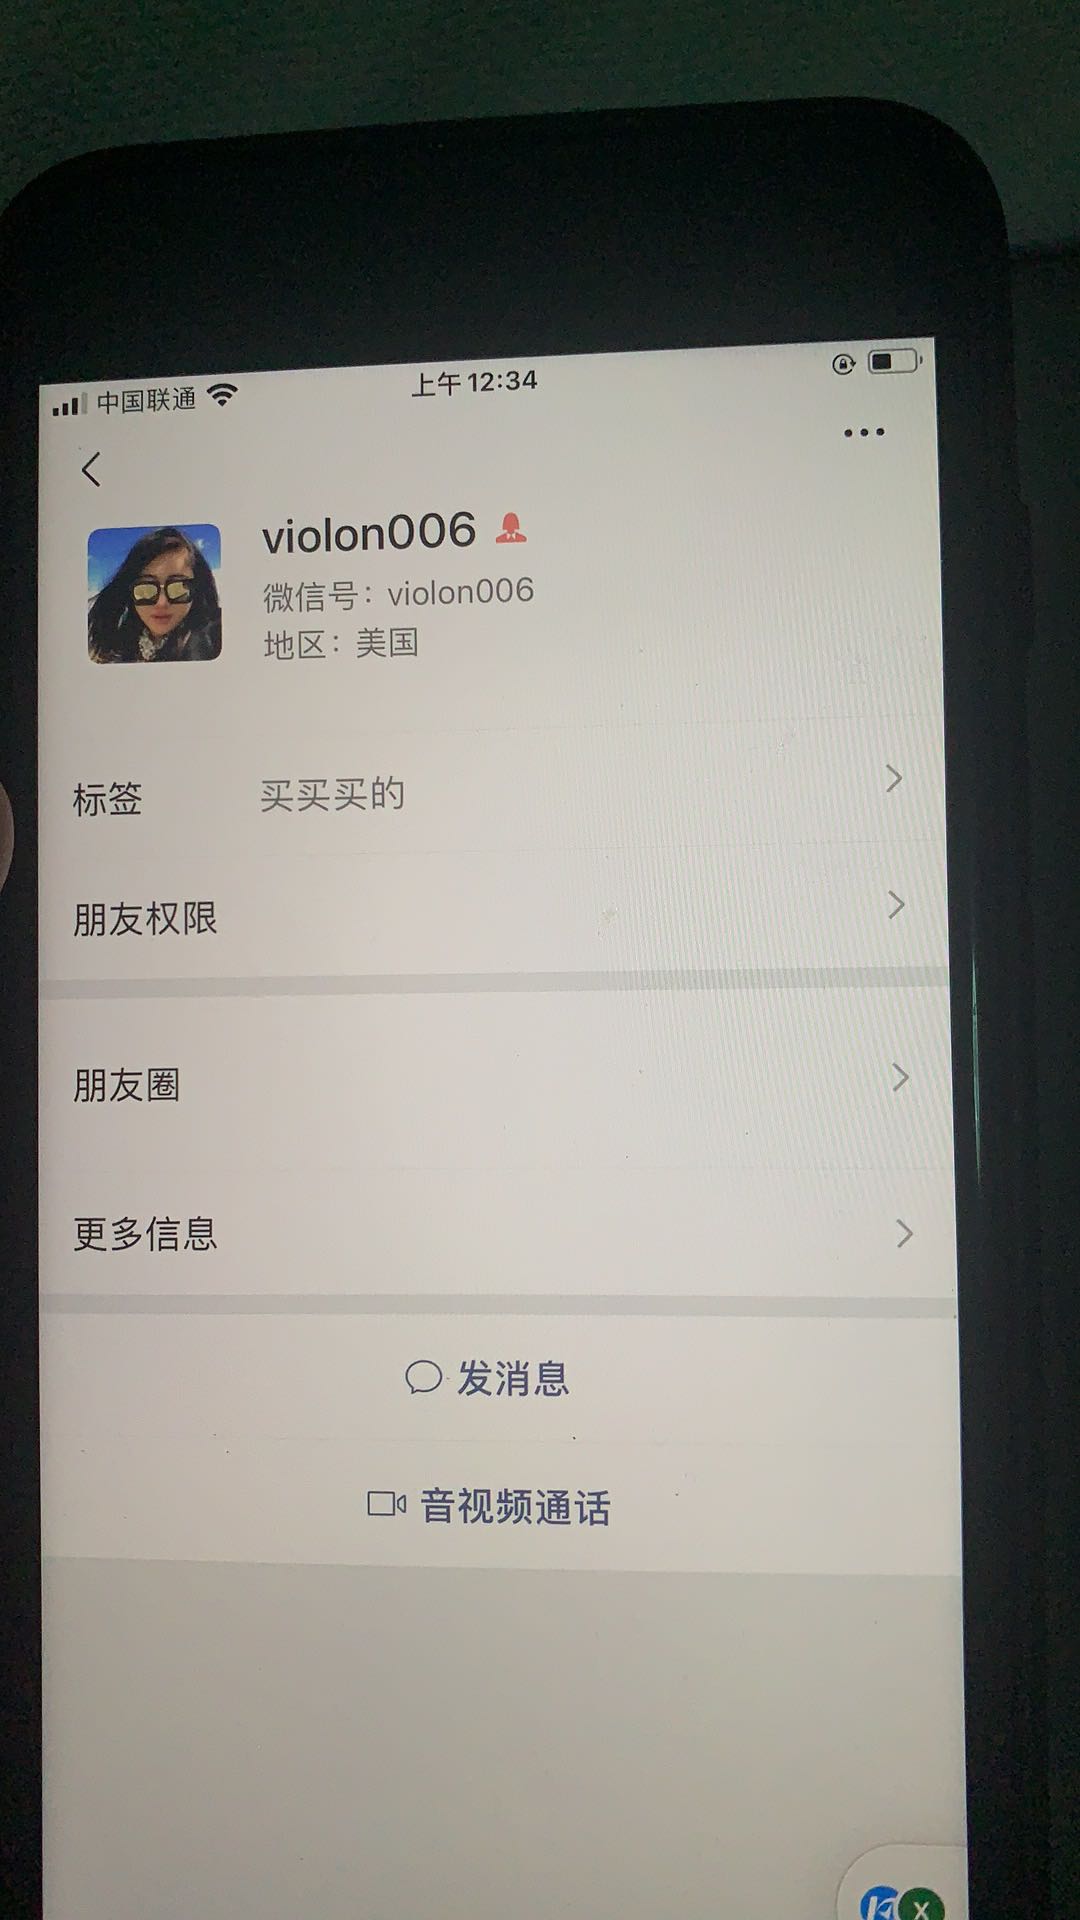 中国联通
上午12:34
violon006
微信号：violon006
地区：美国
标签 买买买的
朋友权限
朋友圈
更多信息
发消息
音视频通话
X